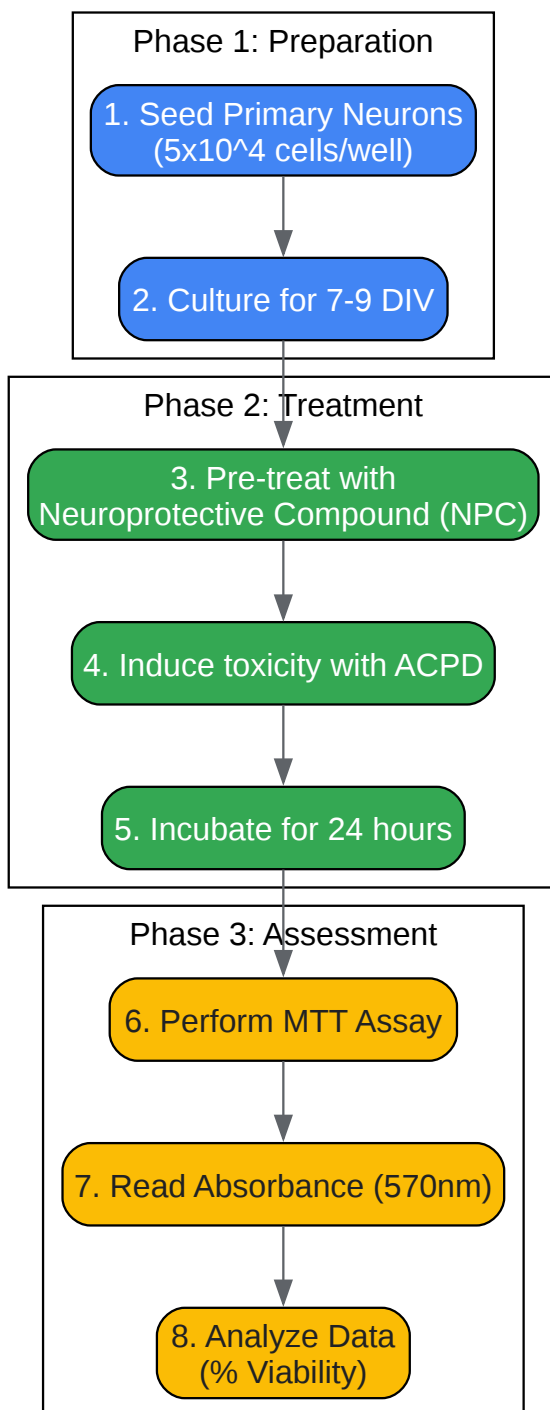 Phase 1: Preparation
1. Seed Primary Neurons
(5x10^4 cells/well)
2. Culture for 7-9 DIV
Phase 2: Treatment
3. Pre-treat with
Neuroprotective Compound (NPC)
4. Induce toxicity with ACPD
5. Incubate for 24 hours
Phase 3: Assessment
6. Perform MTT Assay
7. Read Absorbance (570nm)
8. Analyze Data
(% Viability)